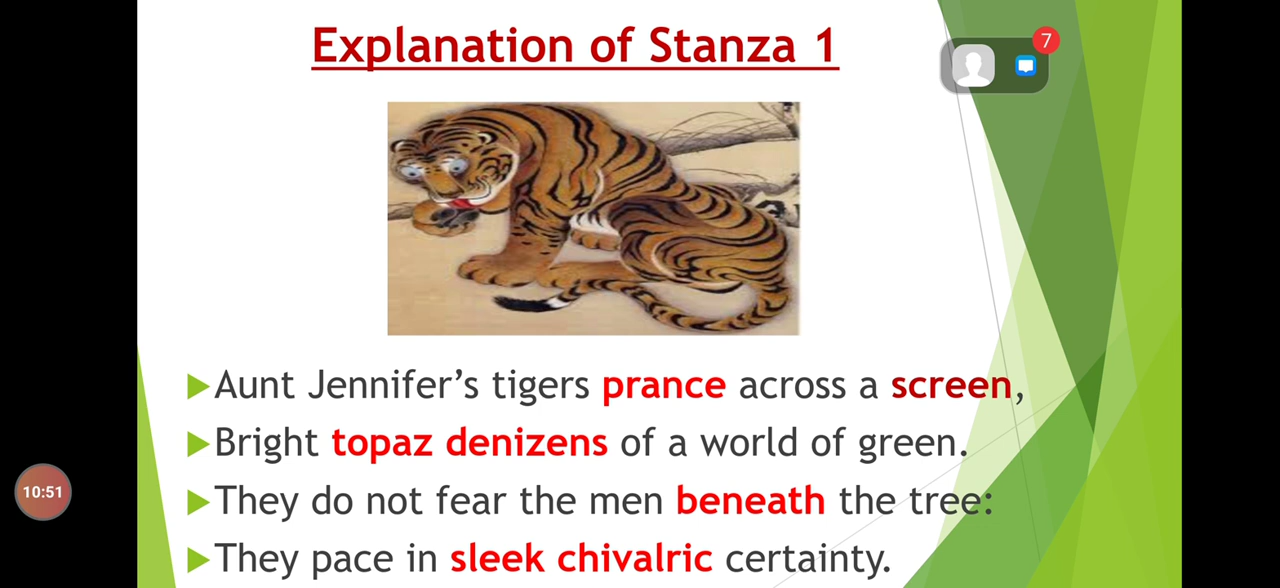 Explanation of Stanza 1
7
Aunt Jennifer’s tigers prance across a screen,
Bright topaz denizens of a world of green.
10:51
They do not fear the men beneath the tree:
They pace in sleek chivalric certainty.